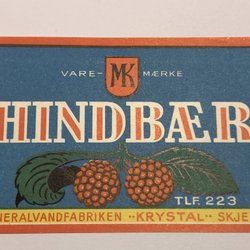 VARE- MÆRKE
MK
HINDBÆR
TLF. 223
NERALVANDFABRIKEN "KRYSTAL" SKJE